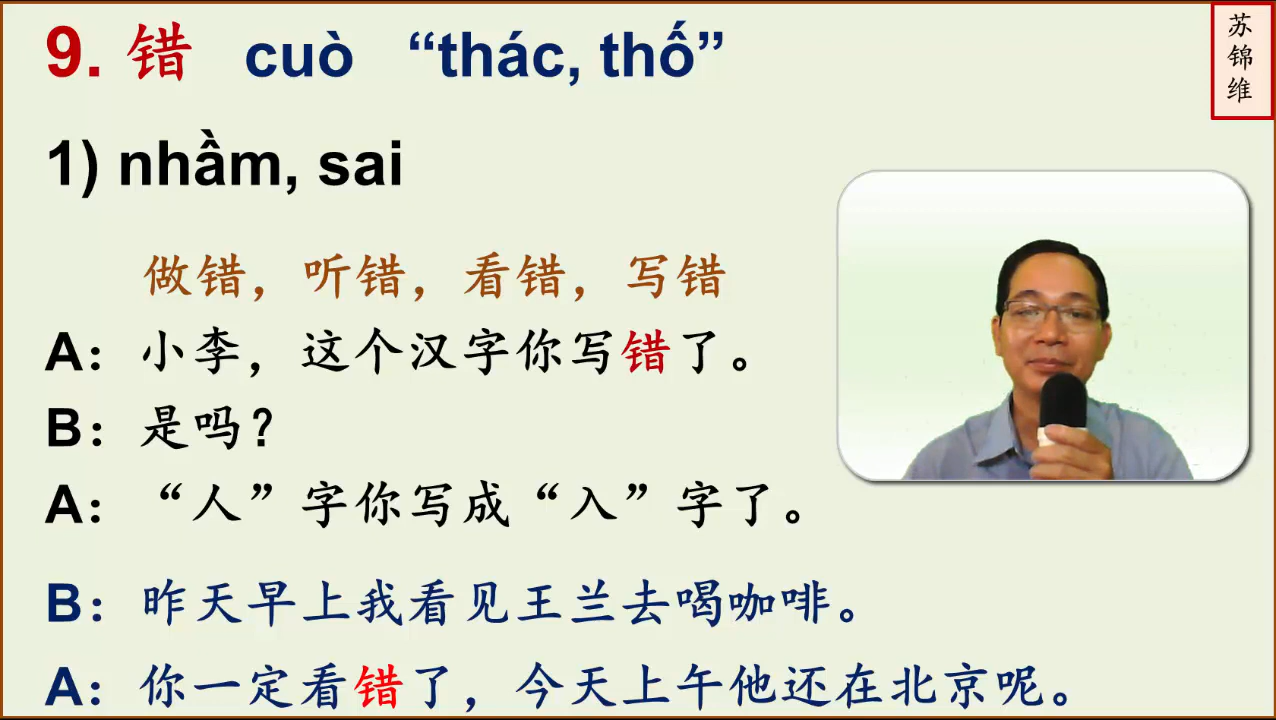 9. 错 cuò “thác, thố”
苏锦维
1) nhầm, sai
做错，听错，看错，写错
A：小李，这个汉字你写错了。
B：是吗？
A：“人”字你写成“入”字了。
B：昨天早上我看见王兰去喝咖啡。
A：你一定看错了，今天上午他还在北京呢。